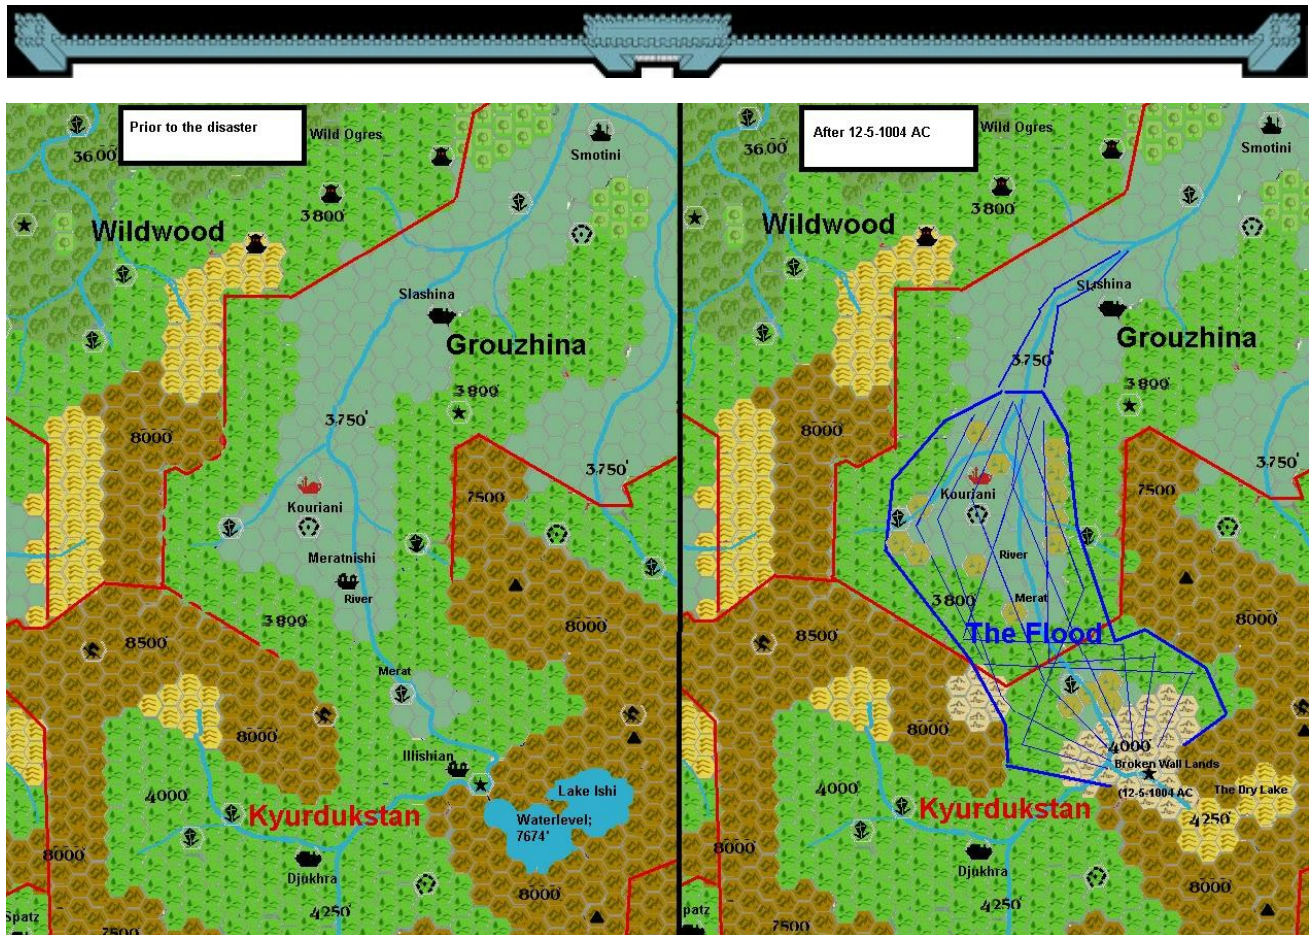 Prior to the disaster
Wild Ogres
3600
Smotini
3800
Wildwood
Slashina
Grouzhina
3800
3750'
8000
3750'
7500
Kouriani
Meratnishi
River
3800
8500
8000
Merat
8000
Illishian
Lake Ishi
Waterlevel;
7674'
4000
Kyurdukstan
8000
Djukhra
8000
4250
Spatz
7500
After 12-5-1004 AC
Wild Ogres
3600
Smotini
3800
Wildwood
Slashina
Grouzhina
3750'
3800
8000
3750'
7500
Kouriani
River
3800
Merat
The Flood
8000
8500
8000
4000
Broken Wall Lands
(12-5-1004 AC
The Dry Lake
4250
4000
Kyurdukstan
8000
Djukhra
8000
4250
patz
7500